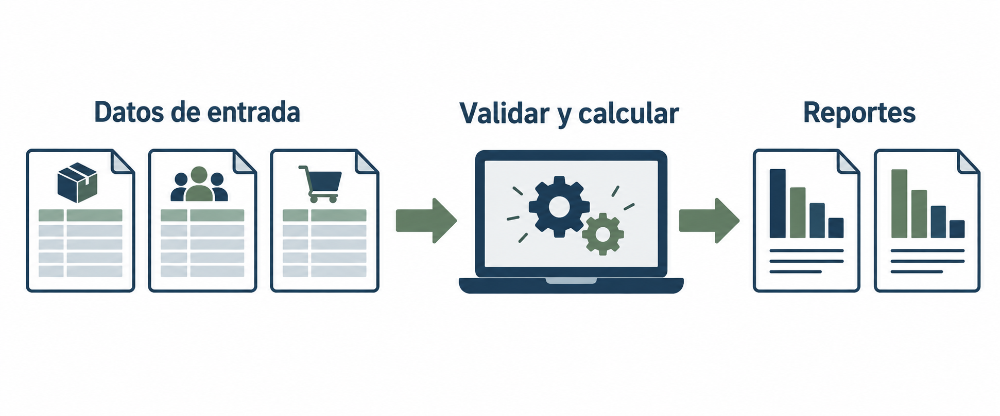 Datos de entrada
Validar y calcular
Reportes